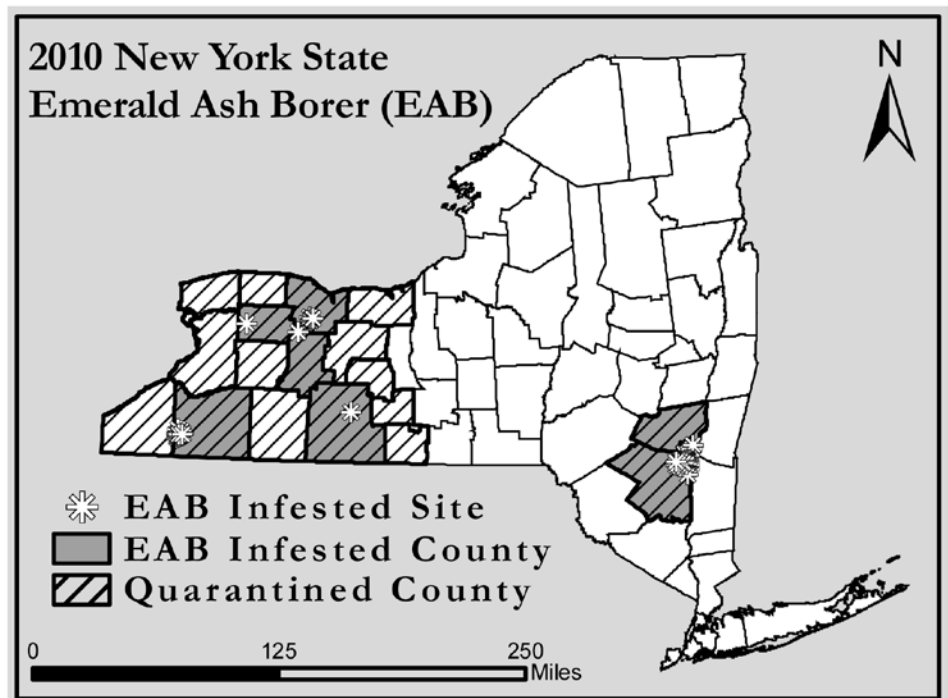 2010 New York State
Emerald Ash Borer (EAB)
N
EAB Infested Site
EAB Infested County
Quarantined County
0 125 250
Miles